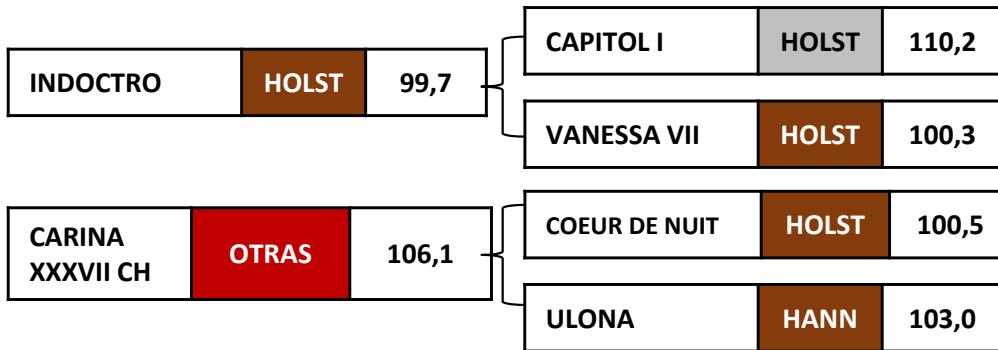 CAPITOL I HOLST 110,2
INDOCTRO HOLST 99,7
VANESSA VII HOLST 100,3
COEUR DE NUIT HOLST 100,5
CARINA
XXXVII CH OTRAS 106,1
ULONA HANN 103,0